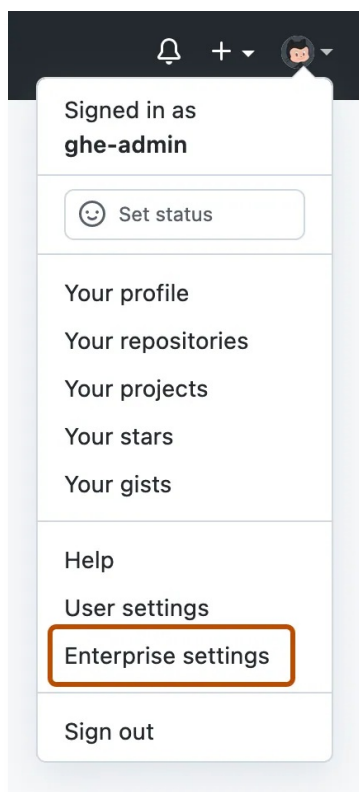 Signed in as
ghe-admin
Set status
Your profile
Your repositories
Your projects
Your stars
Your gists
Help
User settings
Enterprise settings
Sign out